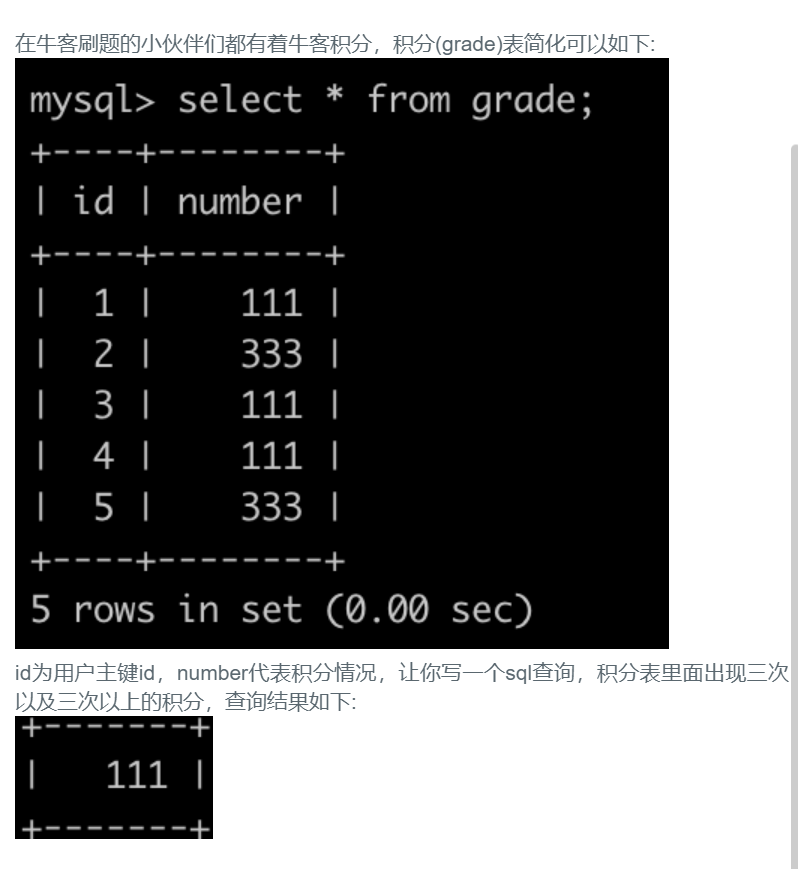 在牛客刷题的小伙伴们都有着牛客积分，积分(grade)表简化可以如下:
mysql> select * from grade;
+----+--------+
| id | number |
+----+--------+
|  1 |    111 |
|  2 |    333 |
|  3 |    111 |
|  4 |    111 |
|  5 |    333 |
+----+--------+
5 rows in set (0.00 sec)
id为用户主键id，number代表积分情况，让你写一个sql查询，积分表里面出现三次
以及三次以上的积分，查询结果如下:
+-------+
|   111 |
+-------+